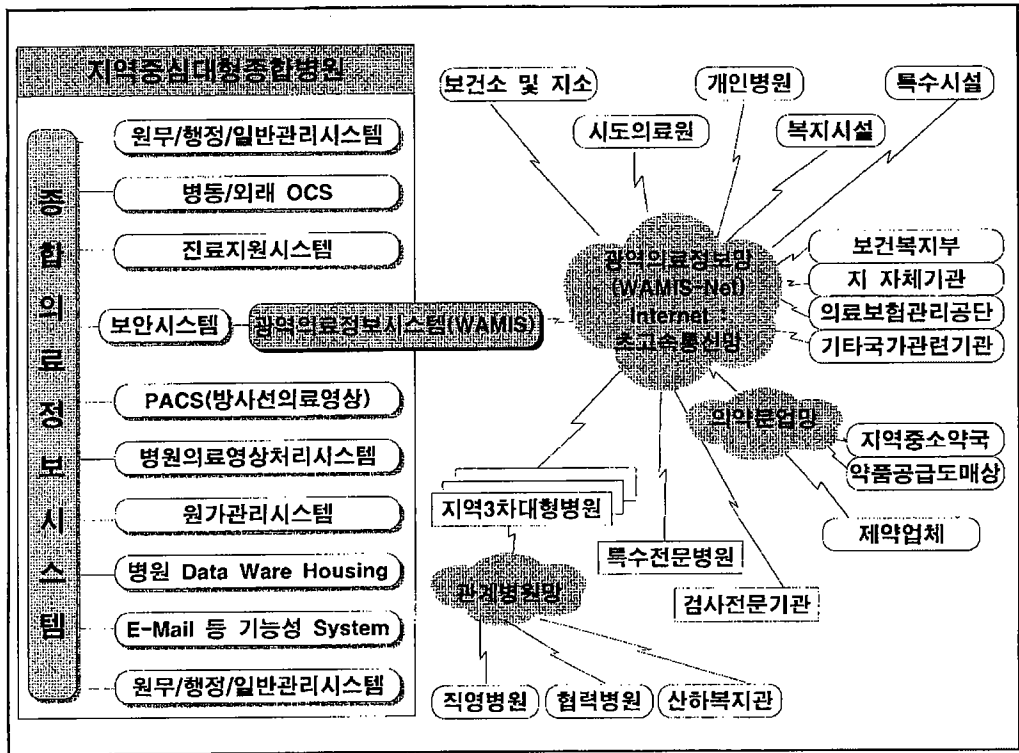 지역중심대형종합병원
종합의료정보시스템
원무/행정/일반관리시스템
병동/외래 OCS
진료지원시스템
보안시스템
광역의료정보시스템(WAMIS)
PACS(방사선의료영상)
병원의료영상처리시스템
원가관리시스템
병원 Data Ware Housing
E-Mail 등 기능성 System
원무/행정/일반관리시스템
보건소 및 지소
개인병원
특수시설
시도의료원
복지시설
광역의료정보망
(WAMIS-Net)
Internet :
초고속통신망
보건복지부
지 자체기관
의료보험관리공단
기타국가관련기관
의약분업망
지역중소약국
약품공급도매상
제약업체
지역3차대형병원
특수전문병원
검사전문기관
관계병원망
직영병원
협력병원
산하복지관